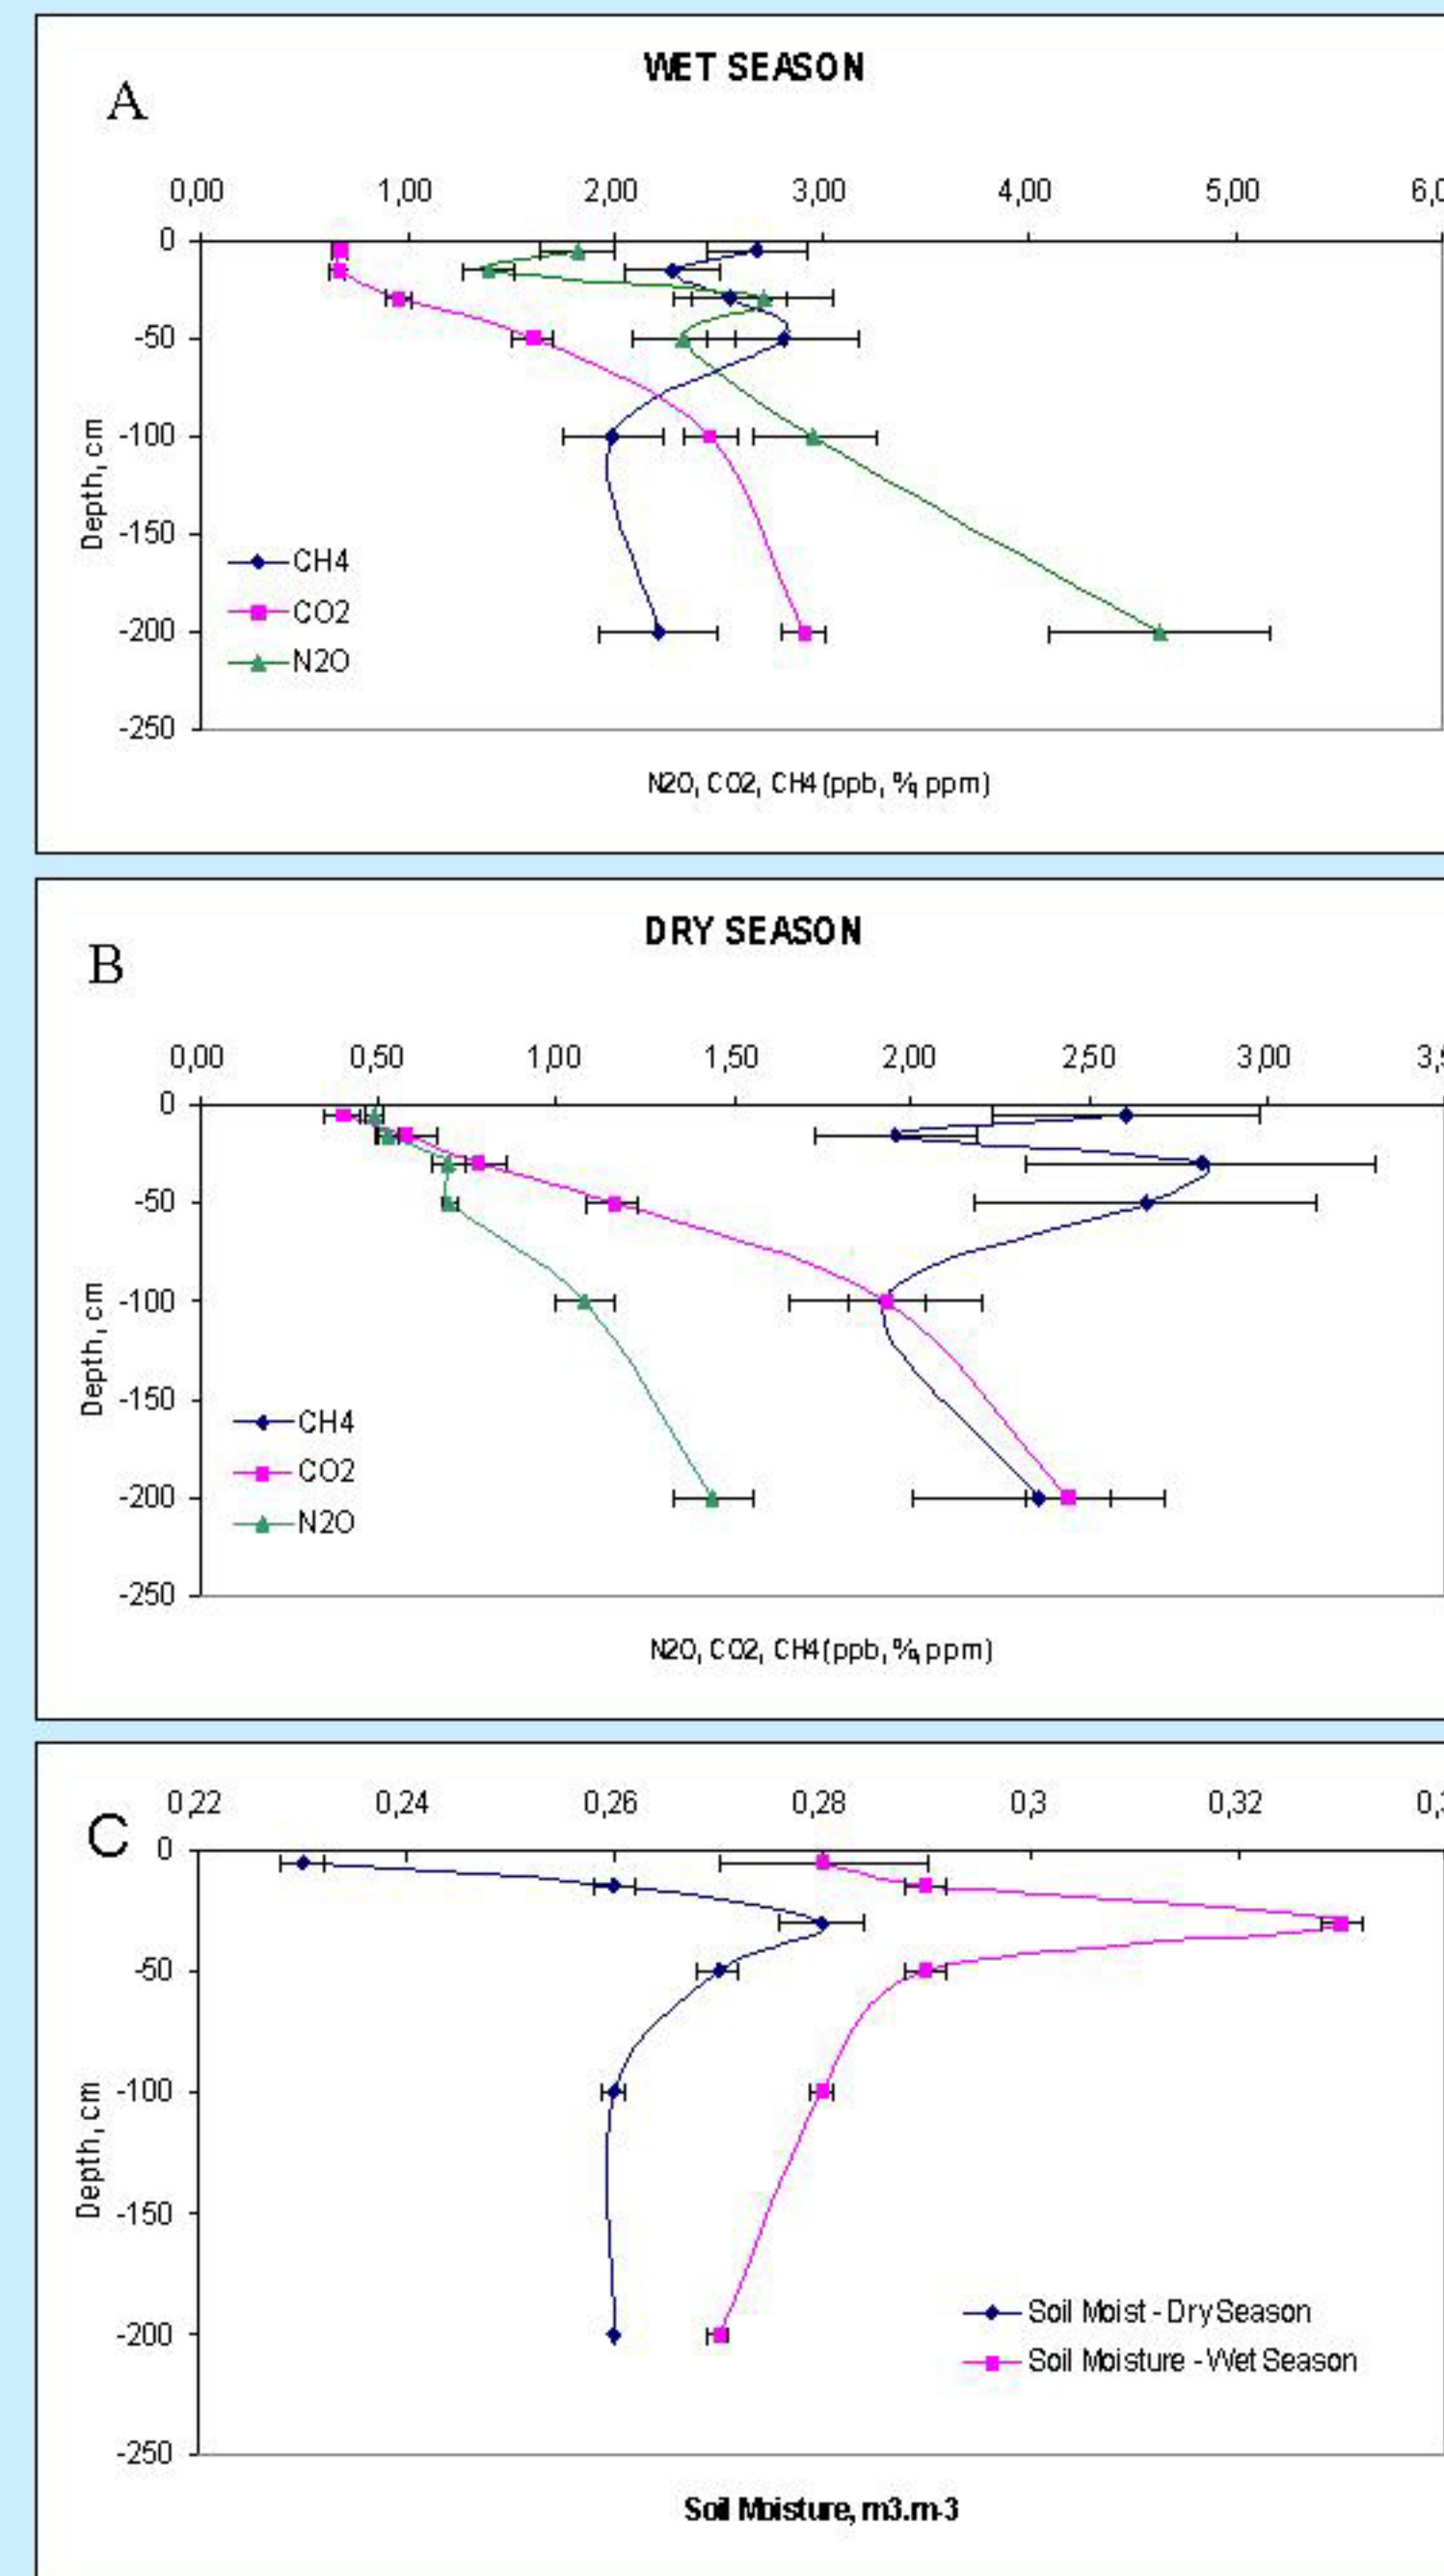 A
WET SEASON
0,00 1,00 2,00 3,00 4,00 5,00
0
-50
-100
-150
-200
-250
Depth, cm
CH4
CO2
N2O
N2O, CO2, CH4 (ppb, %, ppm)
B
DRY SEASON
0,00 0,50 1,00 1,50 2,00 2,50 3,00
0
-50
-100
-150
-200
-250
Depth, cm
CH4
CO2
N2O
N2O, CO2, CH4 (ppb, %, ppm)
C
0,22 0,24 0,26 0,28 0,3 0,32
0
-50
-100
-150
-200
-250
Depth, cm
Soil Moist - Dry Season
Soil Moisture - Wet Season
Soil Moisture, m3.m-3